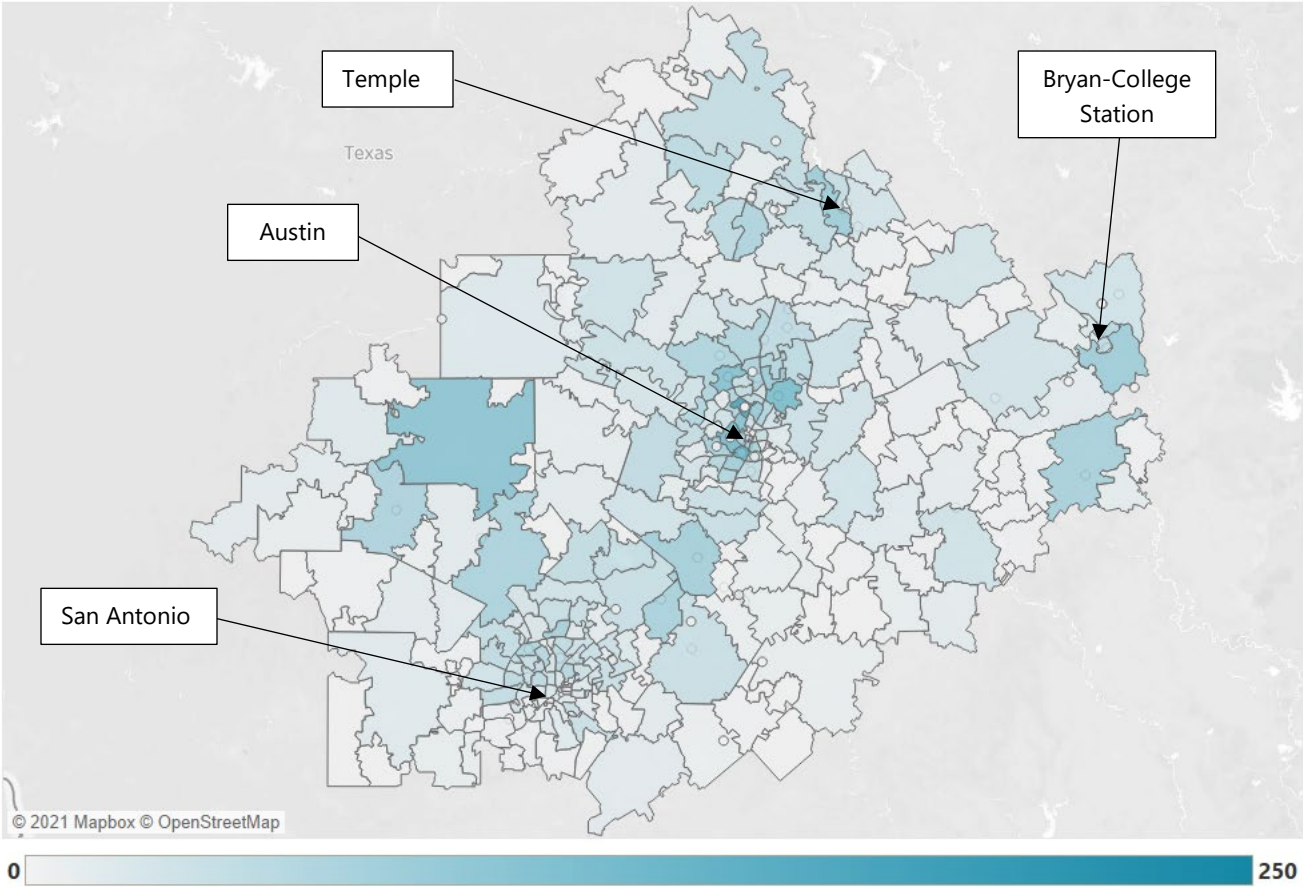 Temple
Bryan-College
Station
Texas
Austin
San Antonio
© 2021 Mapbox © OpenStreetMap
0
250